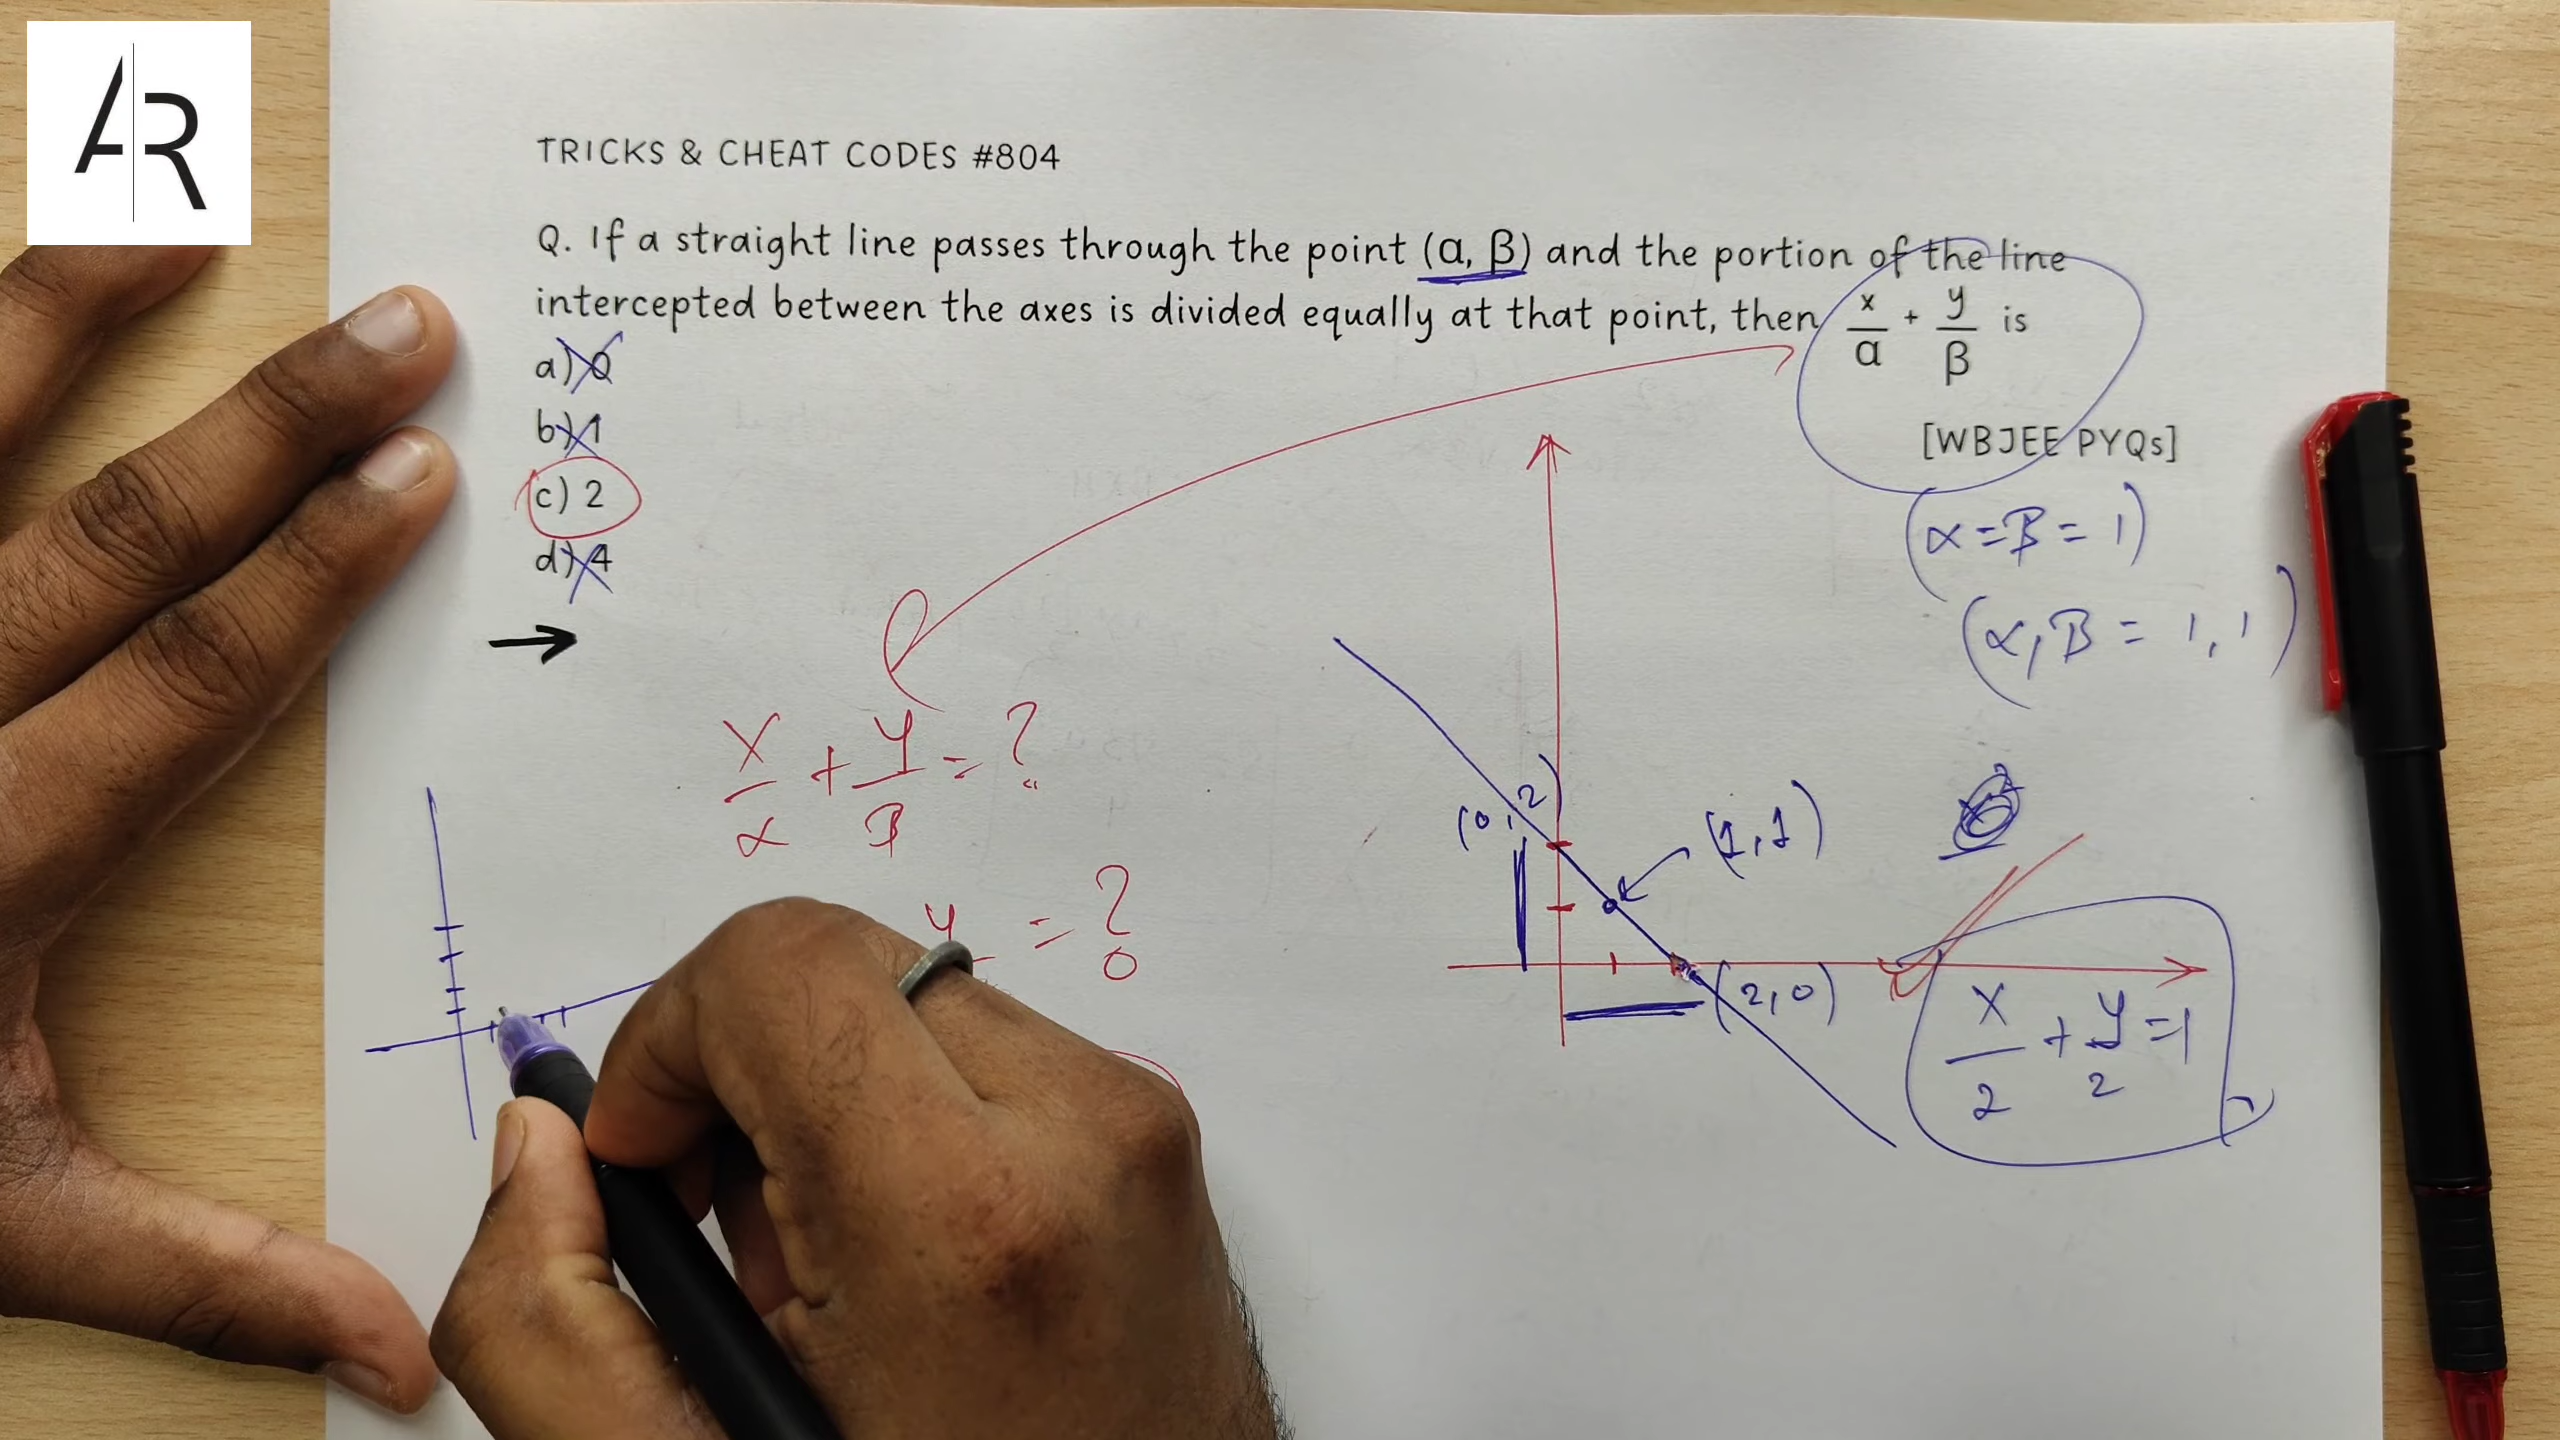 AR
TRICKS & CHEAT CODES #804
Q. If a straight line passes through the point (α, β) and the portion of the line
intercepted between the axes is divided equally at that point, then x/α + y/β is
a) 0
b) 1
c) 2
d) 4
[WBJEE PYQs]
(α = β = 1)
(α, β = 1, 1)
x/α + y/β = ?
y = ?
(0, 2)
(1, 1)
(2, 0)
x/2 + y/2 = 1